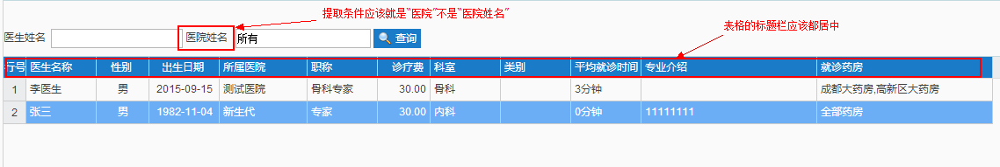 提取条件应该就是"医院"不是"医院姓名"
表格的标题栏应该都居中
医生姓名 医院姓名 所有 查询
行号 医生名称 性别 出生日期 所属医院 职称 诊疗费 科室 类别 平均就诊时间 专业介绍 就诊药房
1 李医生 男 2015-09-15 测试医院 骨科专家 30.00 骨科 3分钟 成都大药房,高新区大药房
2 张三 男 1982-11-04 新生代 专家 30.00 内科 0分钟 11111111 全部药房